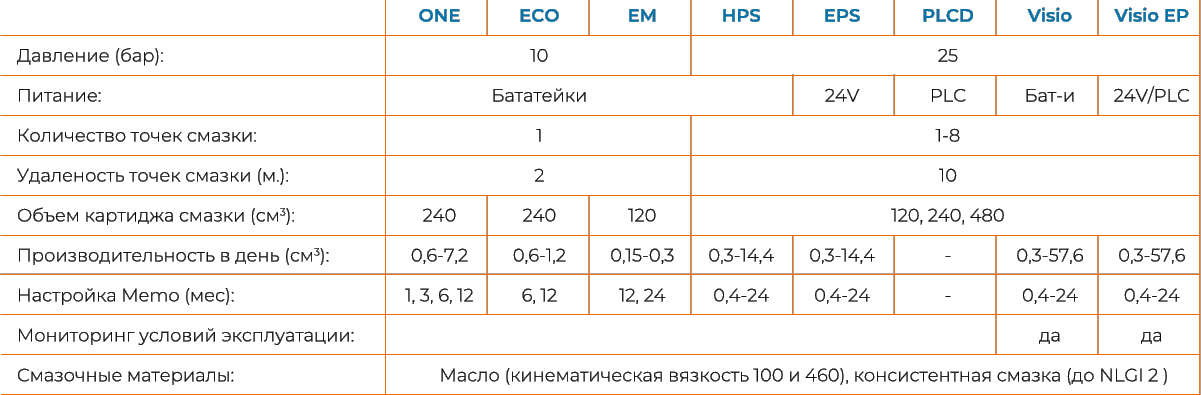 ONE ECO EM HPS EPS PLCD Visio Visio EP
Давление (бар): 10 25
Питание: Бататейки 24V PLC Бат-и 24V/PLC
Количество точек смазки: 1 1-8
Удаленость точек смазки (м.): 2 10
Объем картиджа смазки (см³): 240 240 120 120, 240, 480
Производительность в день (см³): 0,6-7,2 0,6-1,2 0,15-0,3 0,3-14,4 0,3-14,4 - 0,3-57,6 0,3-57,6
Настройка Memo (мес): 1, 3, 6, 12 6, 12 12, 24 0,4-24 0,4-24 - 0,4-24 0,4-24
Мониторинг условий эксплуатации: да да
Смазочные материалы: Масло (кинематическая вязкость 100 и 460), консистентная смазка (до NLGI 2 )